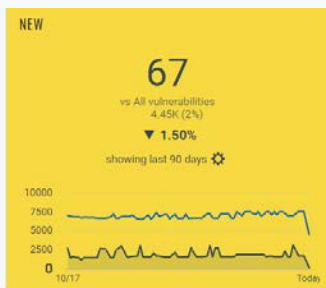 NEW
67
vs All vulnerabilities
4.45K (2%)
▼ 1.50%
showing last 90 days
10000
7500
5000
2500
0
10/17 Today